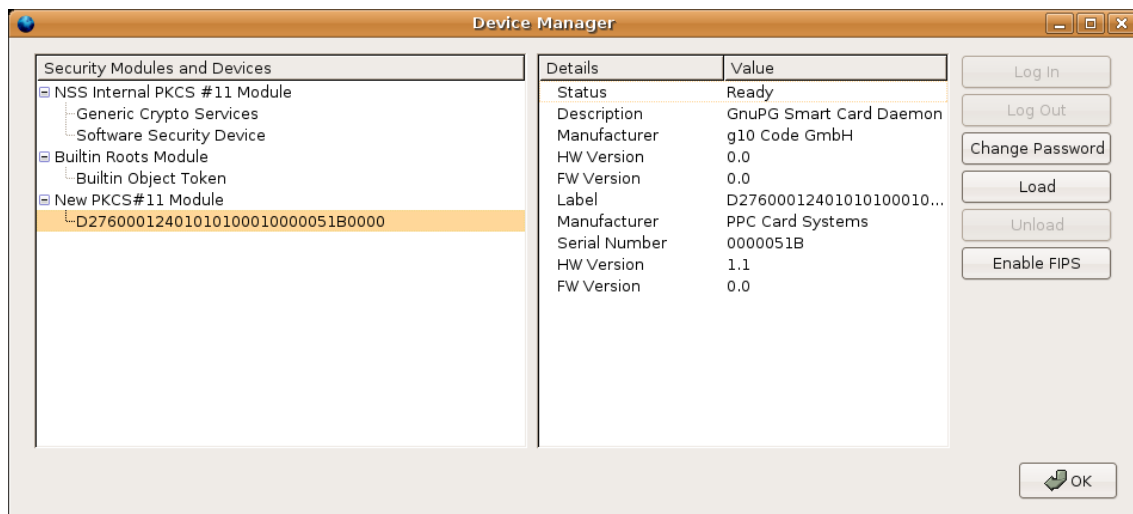 Device Manager
Security Modules and Devices
NSS Internal PKCS #11 Module
Generic Crypto Services
Software Security Device
Builtin Roots Module
Builtin Object Token
New PKCS#11 Module
D27600012401010100010000051B0000
Details Value
Status Ready
Description GnuPG Smart Card Daemon
Manufacturer g10 Code GmbH
HW Version 0.0
FW Version 0.0
Label D27600012401010100010...
Manufacturer PPC Card Systems
Serial Number 0000051B
HW Version 1.1
FW Version 0.0
Log In
Log Out
Change Password
Load
Unload
Enable FIPS
OK